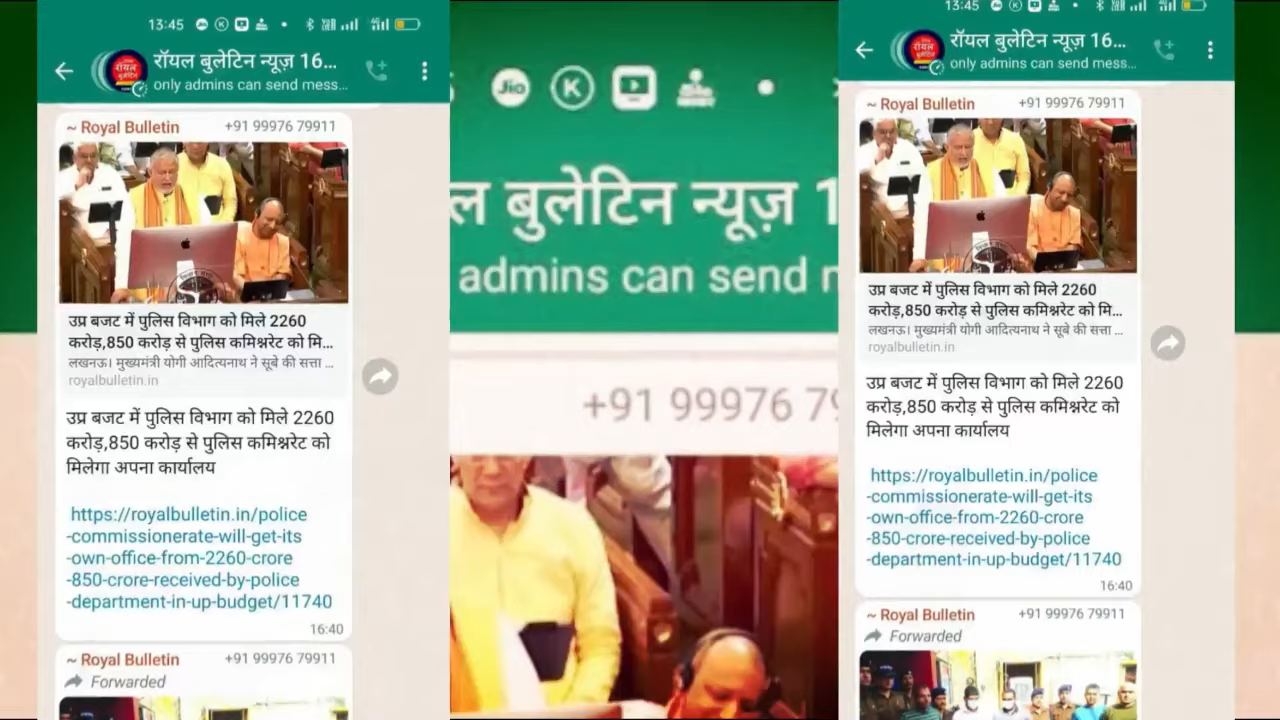 13:45
रॉयल बुलेटिन न्यूज़ 16...
only admins can send mess...
~ Royal Bulletin +91 99976 79911
उप्र बजट में पुलिस विभाग को मिले 2260
करोड़,850 करोड़ से पुलिस कमिश्नरेट को मि...
लखनऊ। मुख्यमंत्री योगी आदित्यनाथ ने सूबे की सत्ता ...
royalbulletin.in
उप्र बजट में पुलिस विभाग को मिले 2260
करोड़,850 करोड़ से पुलिस कमिश्नरेट को
मिलेगा अपना कार्यालय
https://royalbulletin.in/police
-commissionerate-will-get-its
-own-office-from-2260-crore
-850-crore-received-by-police
-department-in-up-budget/11740
16:40
~ Royal Bulletin +91 99976 79911
Forwarded
Jio K
ल बुलेटिन न्यूज़ 1
admins can send
+91 99976 79
13:45
रॉयल बुलेटिन न्यूज़ 16...
only admins can send mess...
~ Royal Bulletin +91 99976 79911
उप्र बजट में पुलिस विभाग को मिले 2260
करोड़,850 करोड़ से पुलिस कमिश्नरेट को मि...
लखनऊ। मुख्यमंत्री योगी आदित्यनाथ ने सूबे की सत्ता ...
royalbulletin.in
उप्र बजट में पुलिस विभाग को मिले 2260
करोड़,850 करोड़ से पुलिस कमिश्नरेट को
मिलेगा अपना कार्यालय
https://royalbulletin.in/police
-commissionerate-will-get-its
-own-office-from-2260-crore
-850-crore-received-by-police
-department-in-up-budget/11740
16:40
~ Royal Bulletin +91 99976 79911
Forwarded